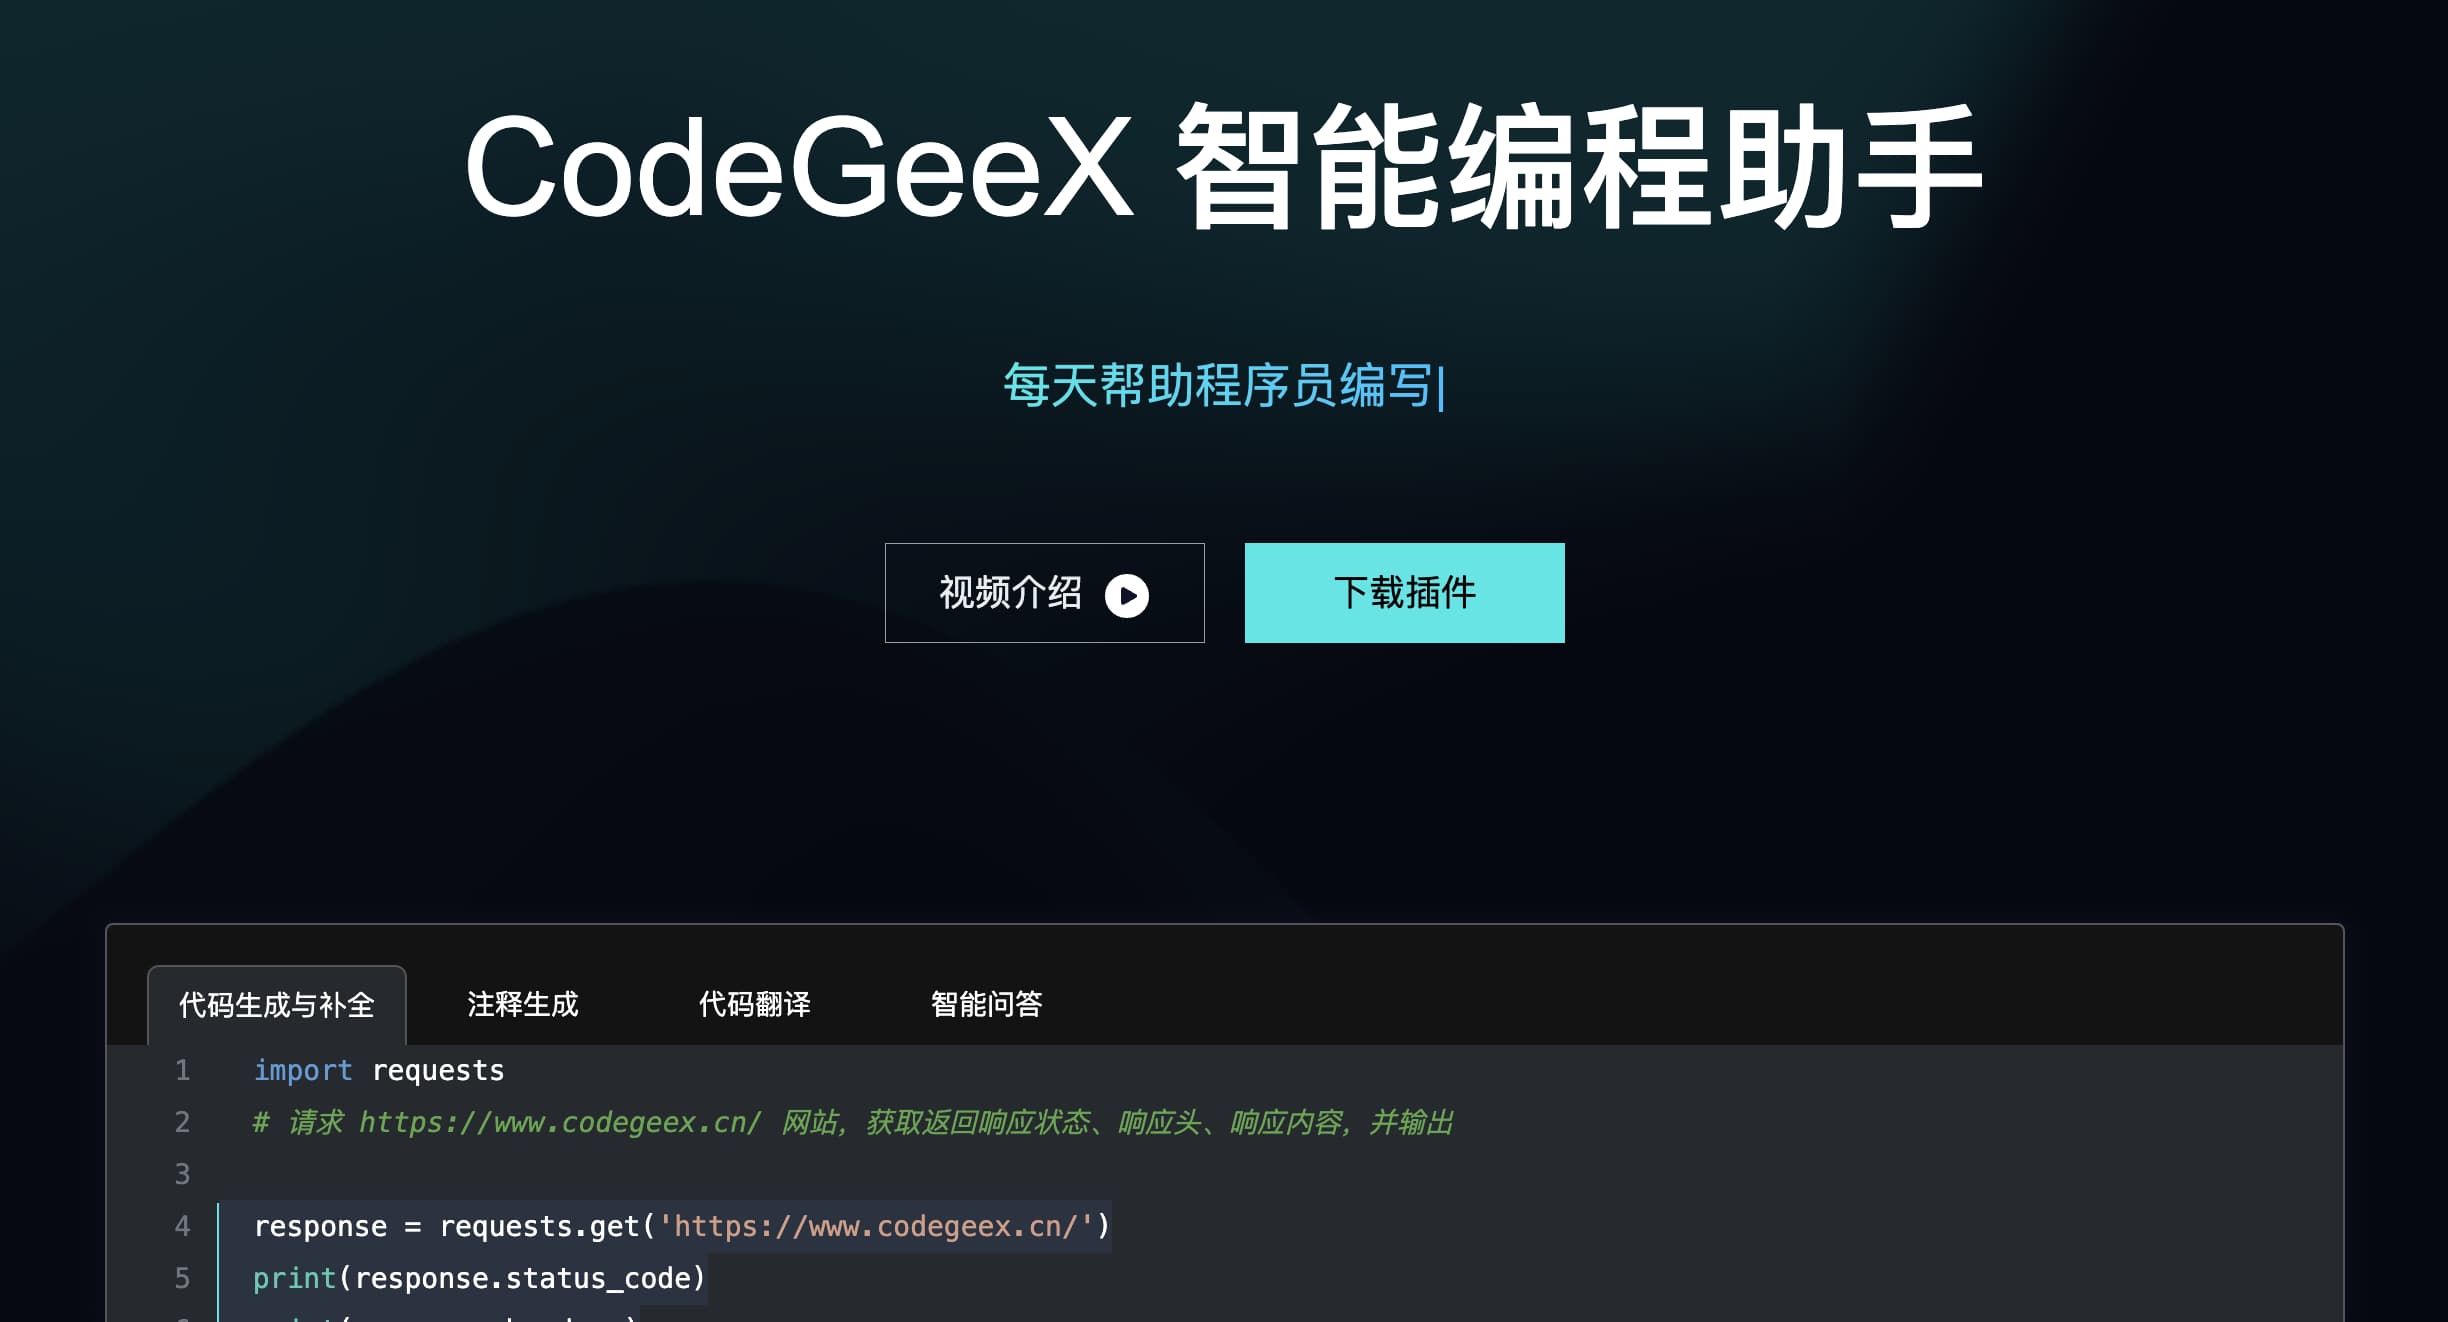 CodeGeeX 智能编程助手
每天帮助程序员编写|
视频介绍
下载插件
代码生成与补全 注释生成 代码翻译 智能问答
1 import requests
2 # 请求 https://www.codegeex.cn/ 网站，获取返回响应状态、响应头、响应内容，并输出
3
4 response = requests.get('https://www.codegeex.cn/')
5 print(response.status_code)